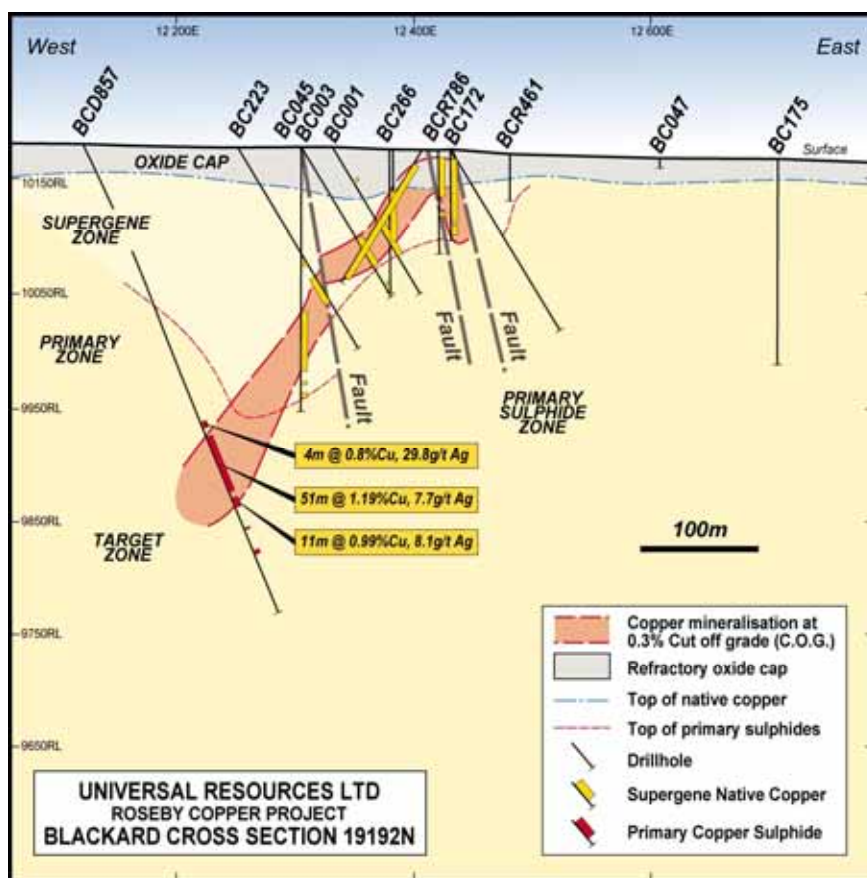 12 200E
12 400E
12 600E
West
East
BCD857
BC223
BC045
BC003
BC001
BC266
BCR786
BC172
BCR461
BC047
BC175
Surface
OXIDE CAP
10150RL
SUPERGENE
ZONE
10050RL
Fault
Fault
Fault
PRIMARY
ZONE
PRIMARY
SULPHIDE
ZONE
9950RL
4m @ 0.8%Cu, 29.8g/t Ag
51m @ 1.19%Cu, 7.7g/t Ag
11m @ 0.99%Cu, 8.1g/t Ag
9850RL
TARGET
ZONE
100m
9750RL
9650RL
Copper mineralisation at
0.3% Cut off grade (C.O.G.)
Refractory oxide cap
Top of native copper
Top of primary sulphides
Drillhole
Supergene Native Copper
Primary Copper Sulphide
UNIVERSAL RESOURCES LTD
ROSEBY COPPER PROJECT
BLACKARD CROSS SECTION 19192N